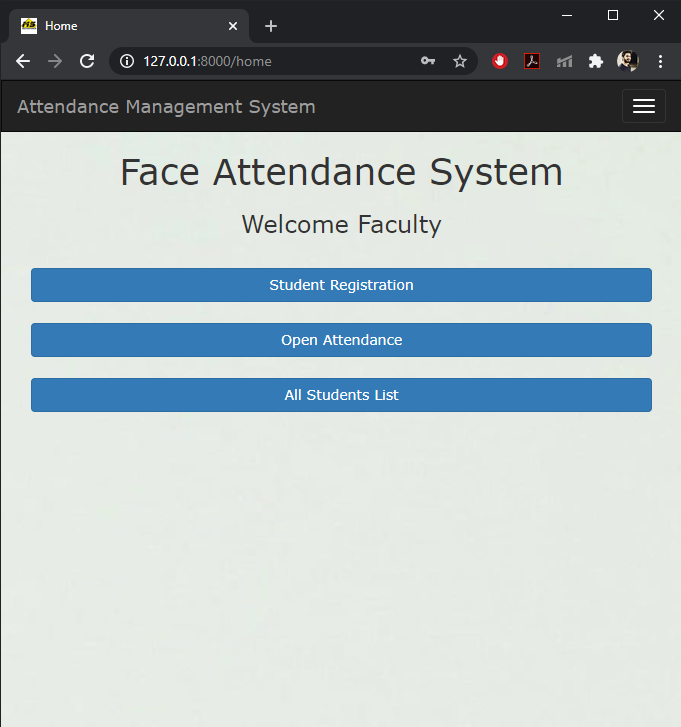 Home
127.0.0.1:8000/home
Attendance Management System
Face Attendance System
Welcome Faculty
Student Registration
Open Attendance
All Students List